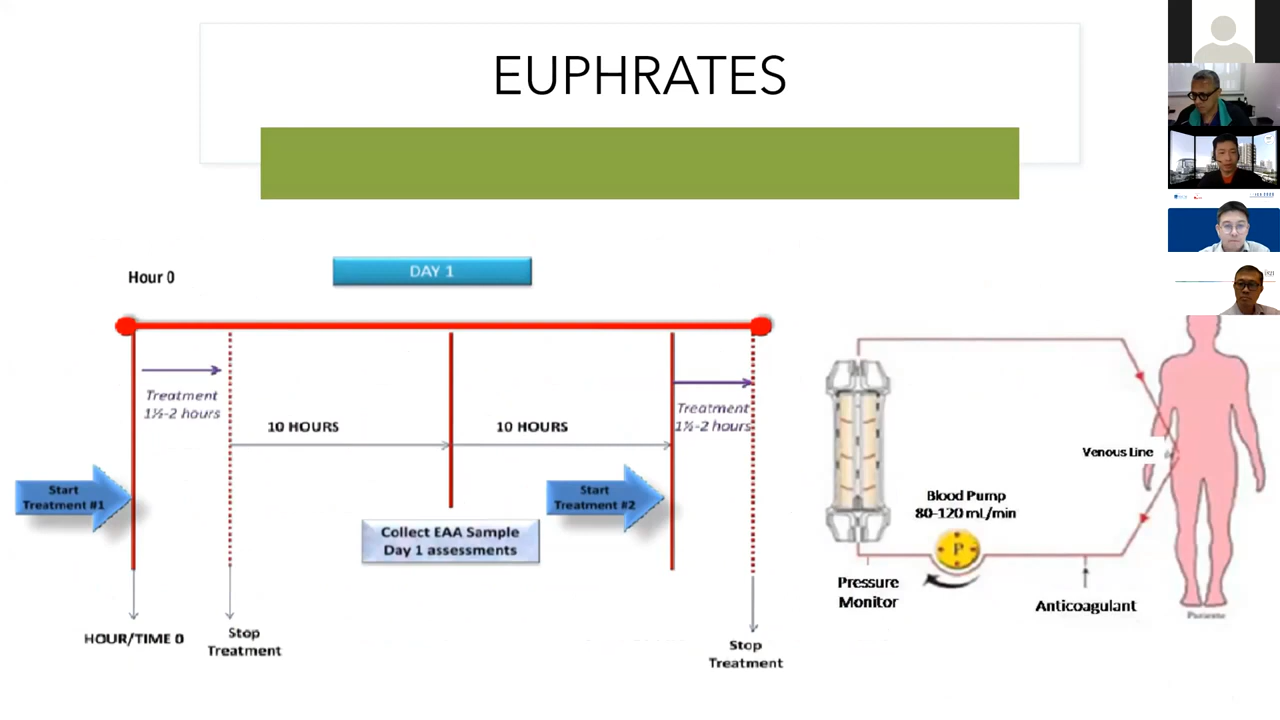 EUPHRATES
Hour 0
DAY 1
Treatment
1½-2 hours
10 HOURS
10 HOURS
Treatment
1½-2 hours
Start
Treatment #1
Start
Treatment #2
Collect EAA Sample
Day 1 assessments
HOUR/TIME 0
Stop
Treatment
Stop
Treatment
Venous Line
Blood Pump
80-120 mL/min
P
Pressure
Monitor
Anticoagulant